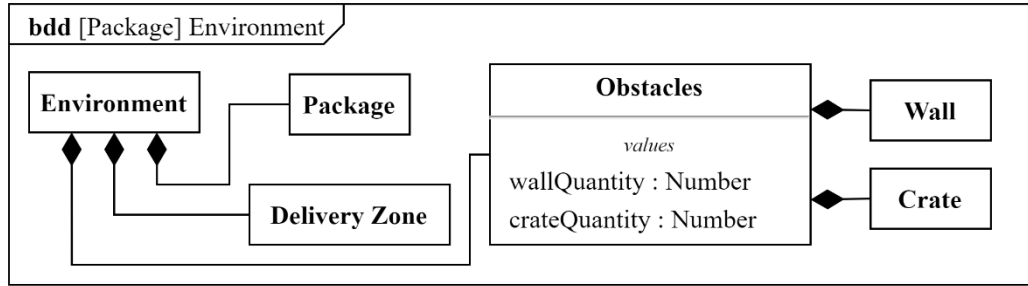 bdd [Package] Environment
Environment
Package
Delivery Zone
Obstacles
values
wallQuantity : Number
crateQuantity : Number
Wall
Crate